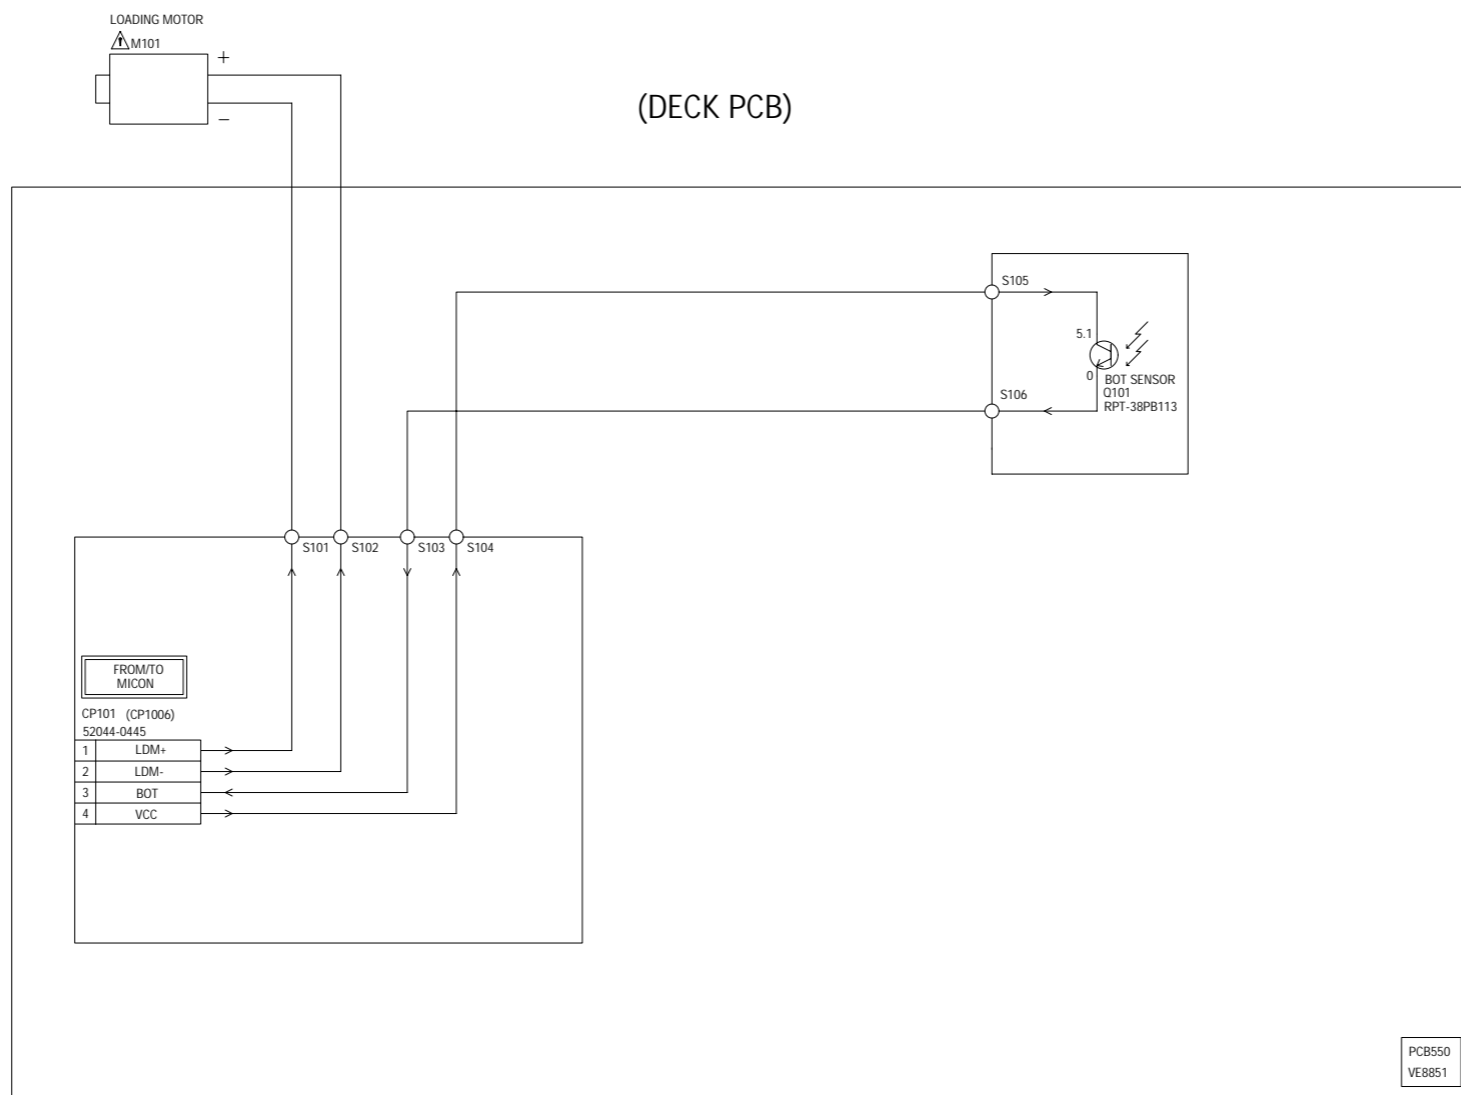 LOADING MOTOR
M101
+
−
(DECK PCB)
S105
5.1
0
BOT SENSOR
Q101
RPT-38PB113
S106
S101
S102
S103
S104
FROM/TO
MICON
CP101 (CP1006)
52044-0445
1 LDM+
2 LDM-
3 BOT
4 VCC
PCB550
VE8851